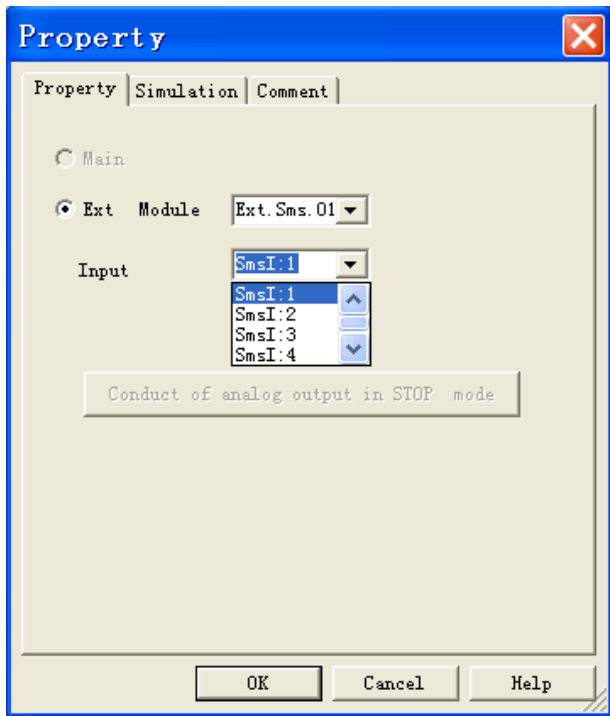 Property
Property Simulation Comment
Main
Ext Module Ext.Sms.01
Input SmsI:1
SmsI:1
SmsI:2
SmsI:3
SmsI:4
Conduct of analog output in STOP mode
OK Cancel Help